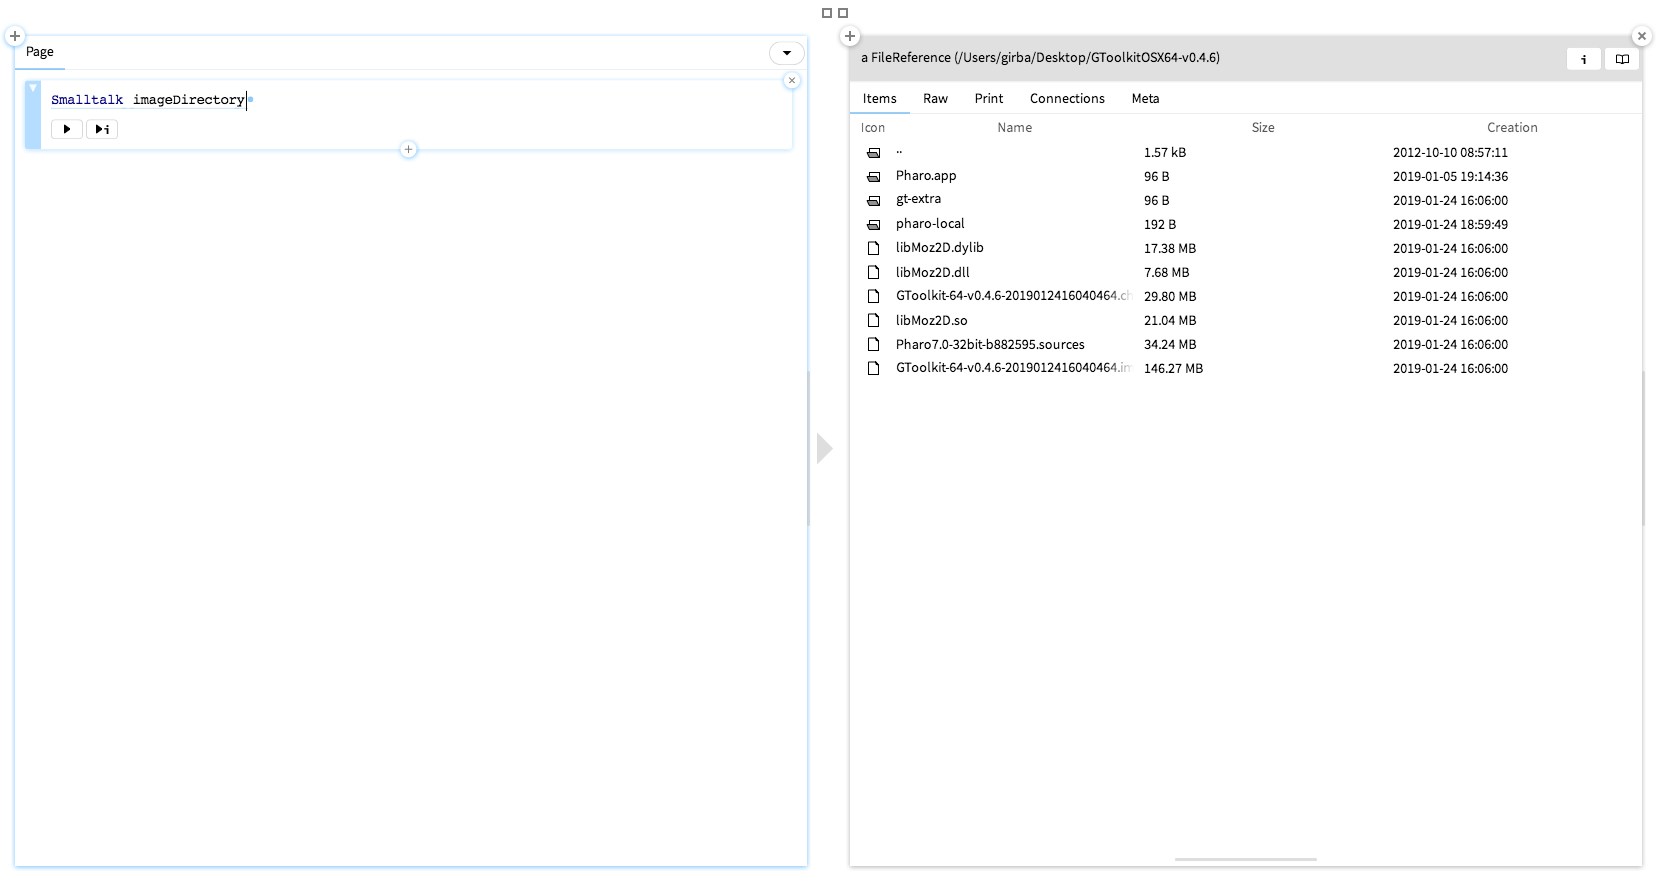 Page
Smalltalk imageDirectory
a FileReference (/Users/girba/Desktop/GToolkitOSX64-v0.4.6)
Items Raw Print Connections Meta
Icon Name Size Creation
.. 1.57 kB 2012-10-10 08:57:11
Pharo.app 96 B 2019-01-05 19:14:36
gt-extra 96 B 2019-01-24 16:06:00
pharo-local 192 B 2019-01-24 18:59:49
libMoz2D.dylib 17.38 MB 2019-01-24 16:06:00
libMoz2D.dll 7.68 MB 2019-01-24 16:06:00
GToolkit-64-v0.4.6-2019012416040464.ch 29.80 MB 2019-01-24 16:06:00
libMoz2D.so 21.04 MB 2019-01-24 16:06:00
Pharo7.0-32bit-b882595.sources 34.24 MB 2019-01-24 16:06:00
GToolkit-64-v0.4.6-2019012416040464.im 146.27 MB 2019-01-24 16:06:00